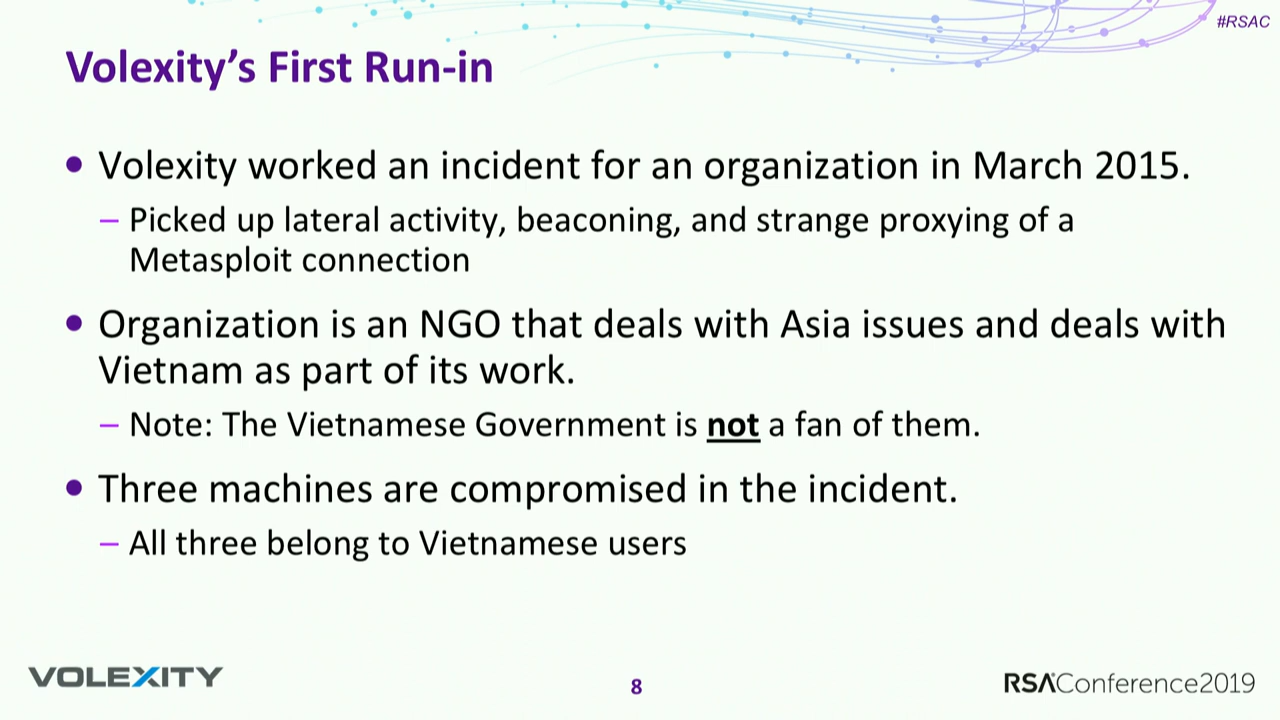 #RSAC
Volexity’s First Run-in
• Volexity worked an incident for an organization in March 2015.
– Picked up lateral activity, beaconing, and strange proxying of a
Metasploit connection
• Organization is an NGO that deals with Asia issues and deals with
Vietnam as part of its work.
– Note: The Vietnamese Government is not a fan of them.
• Three machines are compromised in the incident.
– All three belong to Vietnamese users
VOLEXITY
8
RSAConference2019